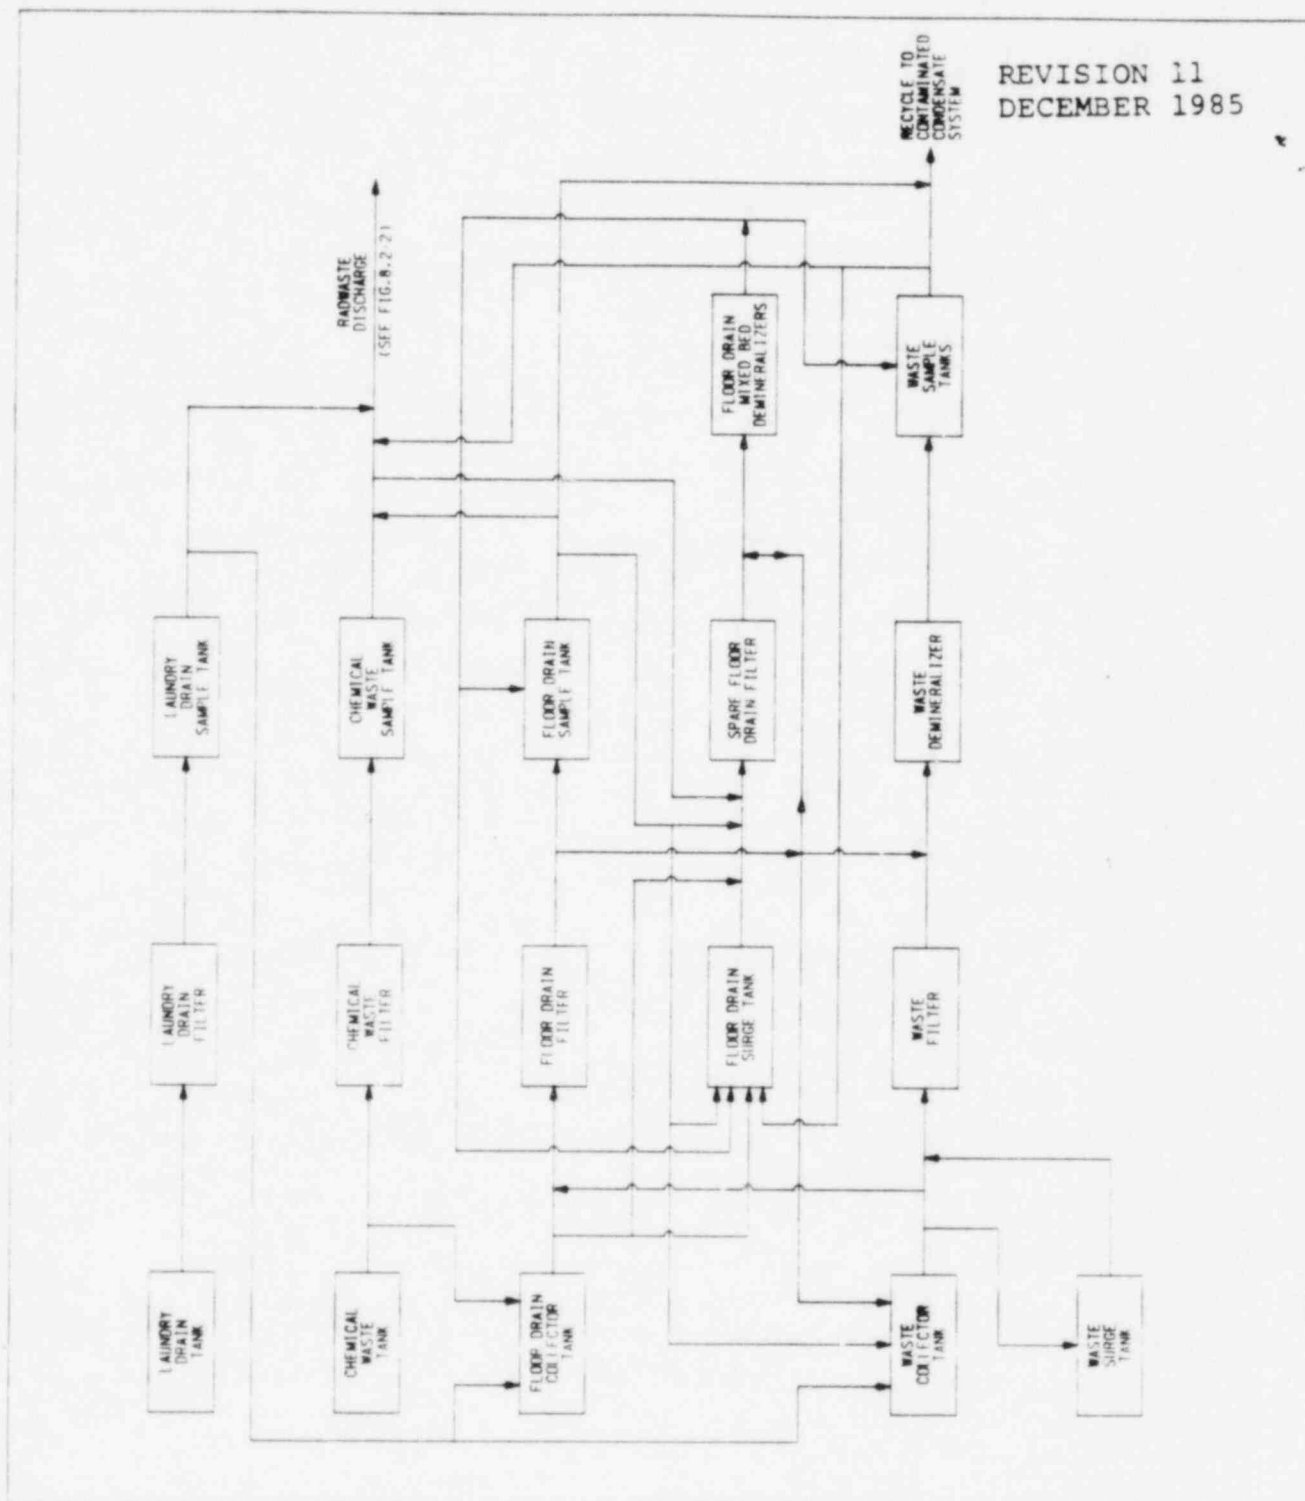 REVISION 11
DECEMBER 1985
RECYCLE TO
CONTAMINATED
CONDENSATE
SYSTEM
RADWASTE
DISCHARGE
(SEE FIG.8.2-2)
LAUNDRY
DRAIN
SAMPLE TANK
CHEMICAL
WASTE
SAMPLE TANK
FLOOR DRAIN
SAMPLE TANK
FLOOR DRAIN
MIXED BED
DEMINERALIZERS
SPARE FLOOR
DRAIN FILTER
WASTE
SAMPLE
TANKS
WASTE
DEMINERALIZER
LAUNDRY
DRAIN
FILTER
CHEMICAL
WASTE
FILTER
FLOOR DRAIN
FILTER
FLOOR DRAIN
SURGE TANK
WASTE
FILTER
LAUNDRY
DRAIN
TANK
CHEMICAL
WASTE
TANK
FLOOR DRAIN
COLLECTOR
TANK
WASTE
COLLECTOR
TANK
WASTE
SURGE
TANK